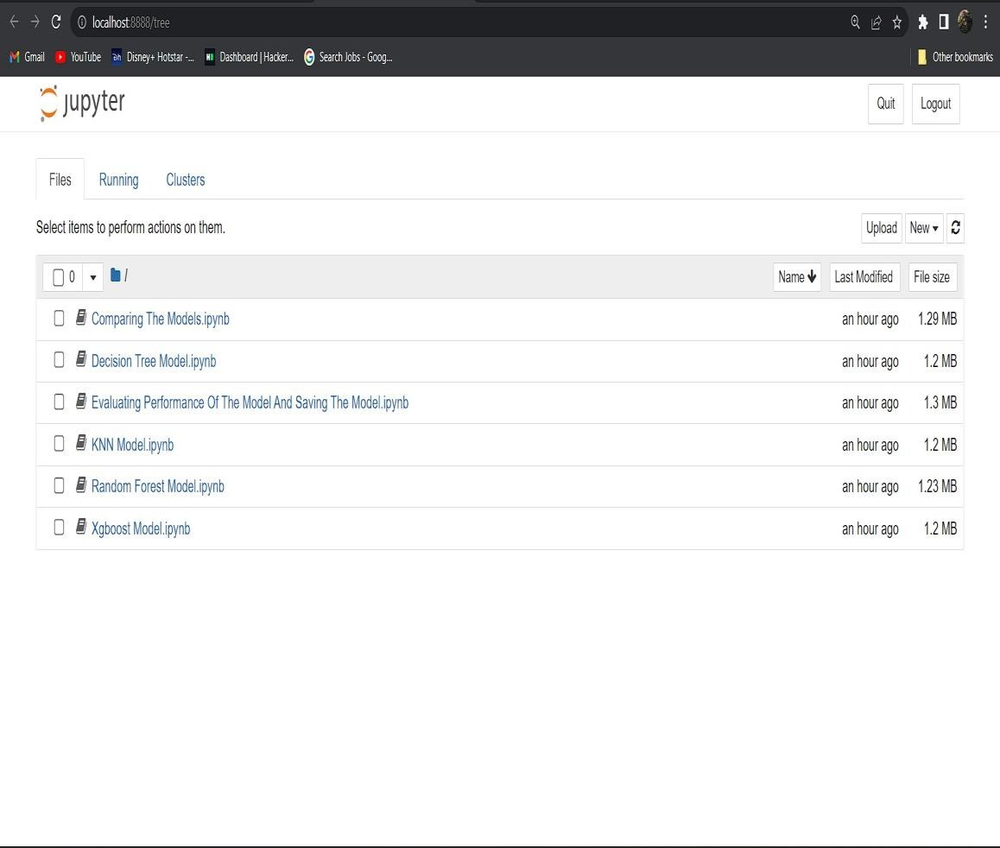 localhost:8888/tree
Gmail YouTube Disney+ Hotstar -... Dashboard | Hacker... Search Jobs - Goog... Other bookmarks
jupyter Quit Logout
Files Running Clusters
Select items to perform actions on them. Upload New
0 / Name Last Modified File size
Comparing The Models.ipynb an hour ago 1.29 MB
Decision Tree Model.ipynb an hour ago 1.2 MB
Evaluating Performance Of The Model And Saving The Model.ipynb an hour ago 1.3 MB
KNN Model.ipynb an hour ago 1.2 MB
Random Forest Model.ipynb an hour ago 1.23 MB
Xgboost Model.ipynb an hour ago 1.2 MB